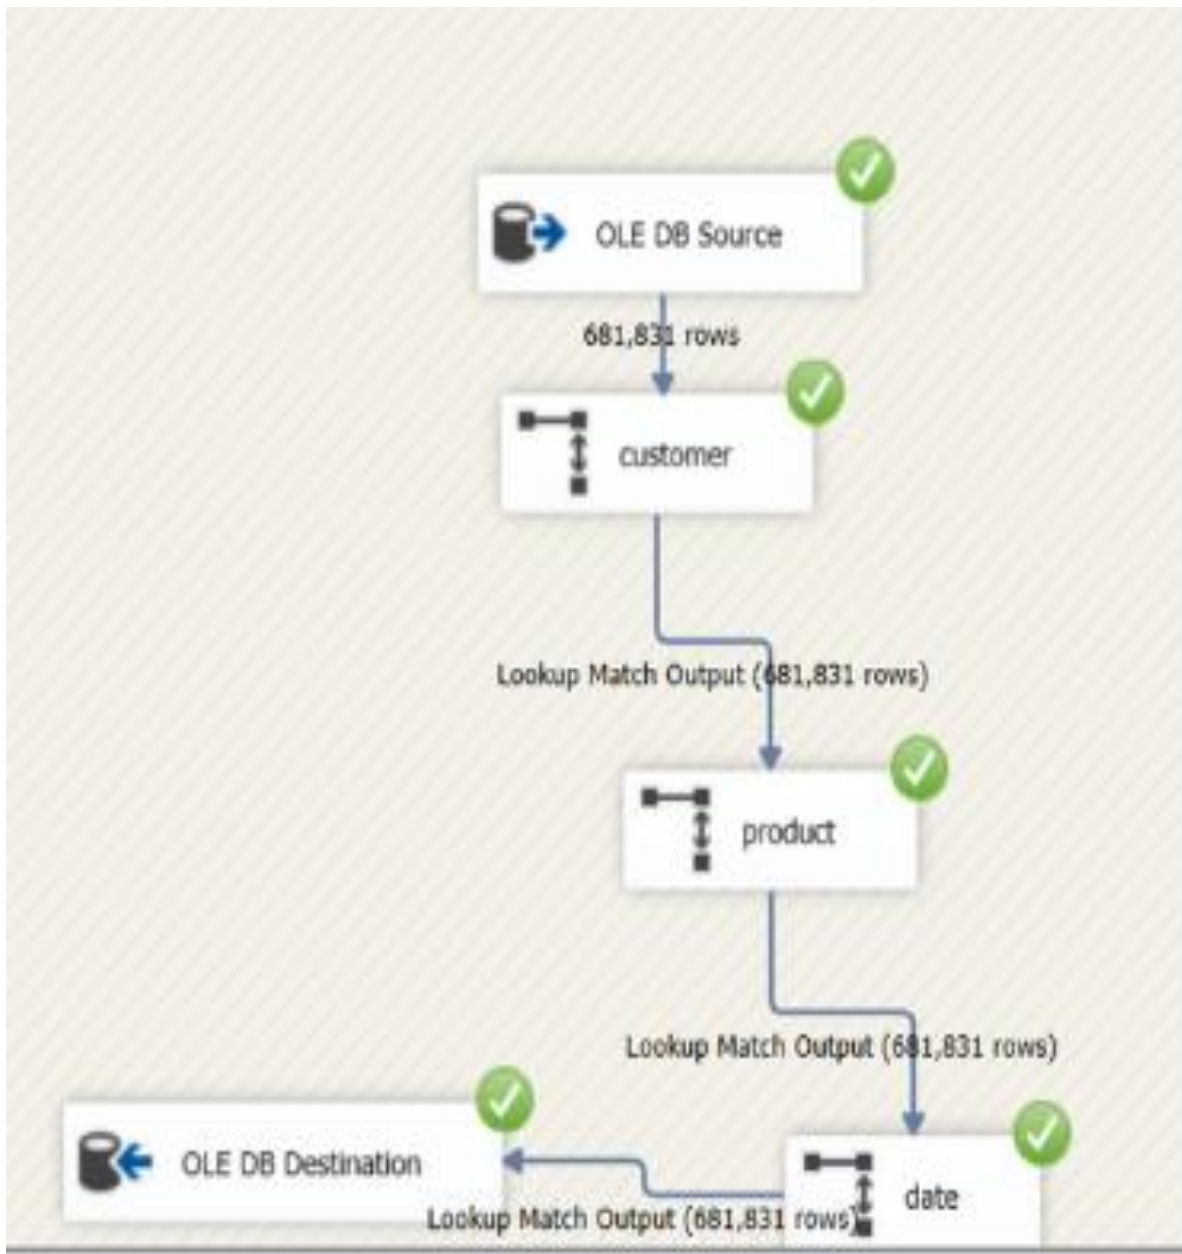 OLE DB Source
681,831 rows
customer
Lookup Match Output (681,831 rows)
product
Lookup Match Output (681,831 rows)
OLE DB Destination
date
Lookup Match Output (681,831 rows)